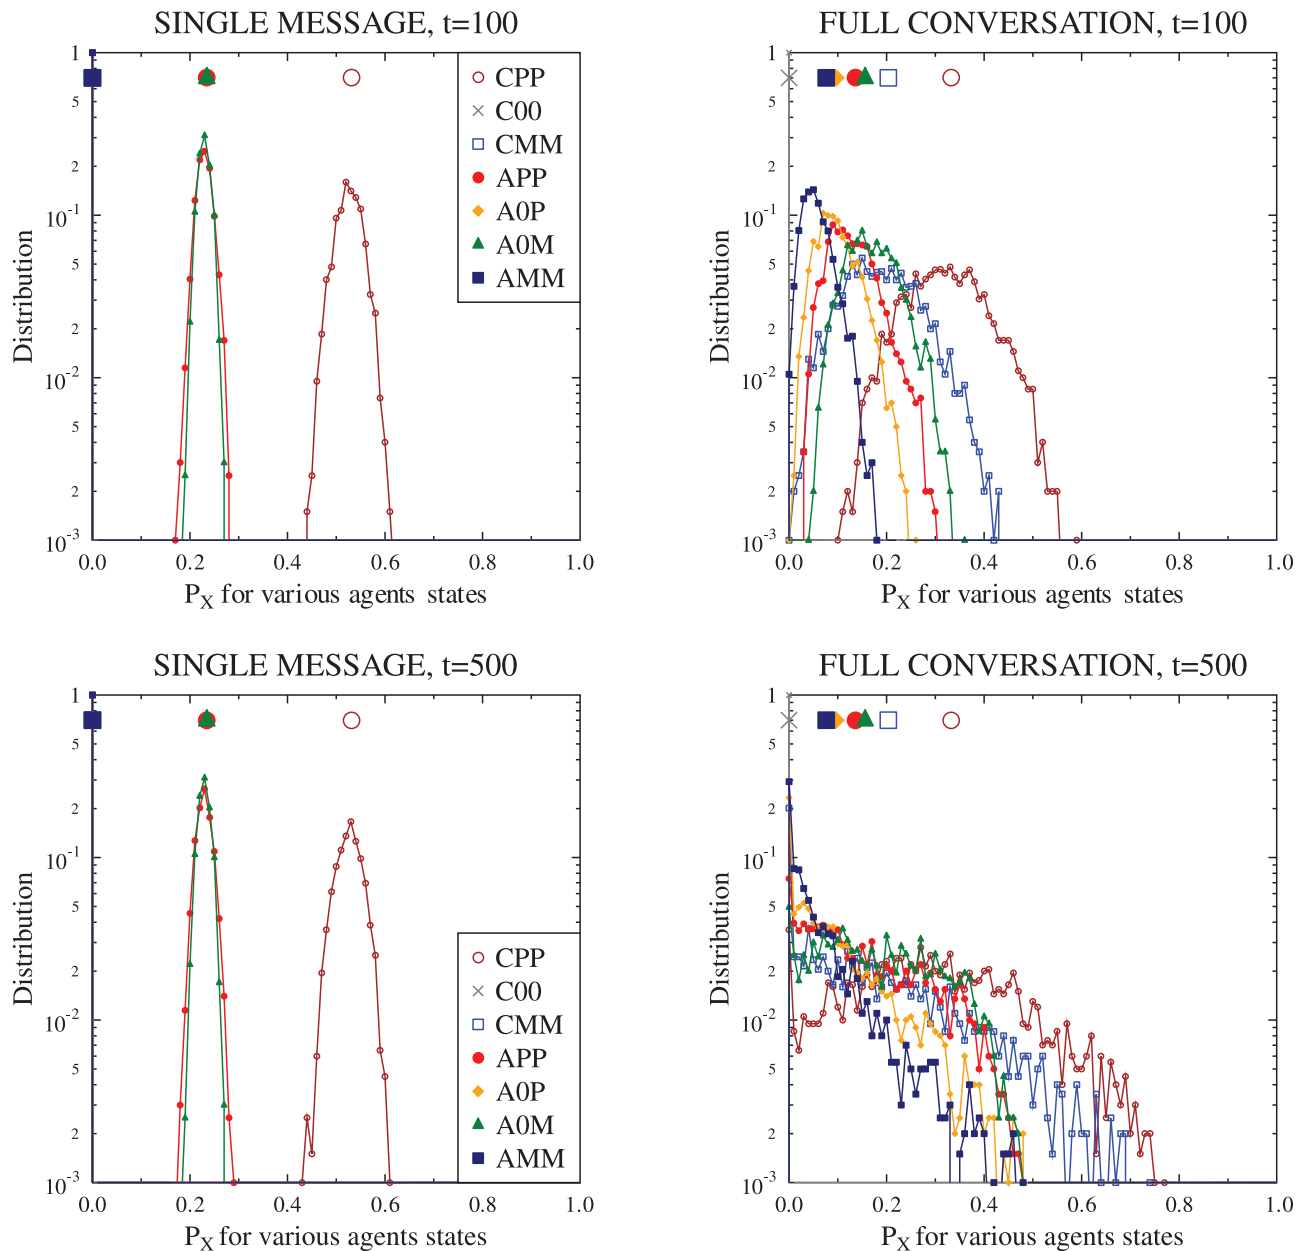 SINGLE MESSAGE, t=100
1
5
2
10⁻¹
5
2
10⁻²
5
2
10⁻³
Distribution
0.0 0.2 0.4 0.6 0.8 1.0
P_X for various agents states
CPP
C00
CMM
APP
A0P
A0M
AMM
FULL CONVERSATION, t=100
1
5
2
10⁻¹
5
2
10⁻²
5
2
10⁻³
Distribution
0.0 0.2 0.4 0.6 0.8 1.0
P_X for various agents states
SINGLE MESSAGE, t=500
1
5
2
10⁻¹
5
2
10⁻²
5
2
10⁻³
Distribution
0.0 0.2 0.4 0.6 0.8 1.0
P_X for various agents states
CPP
C00
CMM
APP
A0P
A0M
AMM
FULL CONVERSATION, t=500
1
5
2
10⁻¹
5
2
10⁻²
5
2
10⁻³
Distribution
0.0 0.2 0.4 0.6 0.8 1.0
P_X for various agents states